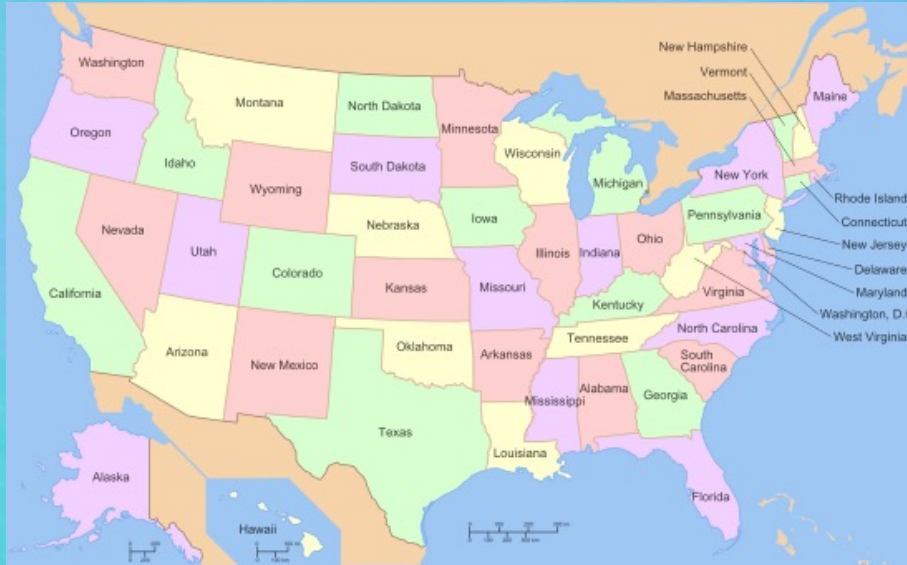 Washington
Montana
North Dakota
Minnesota
New Hampshire
Vermont
Massachusetts
Maine
Oregon
Idaho
Wyoming
South Dakota
Wisconsin
Michigan
New York
Rhode Island
Connecticut
New Jersey
Delaware
Maryland
Washington, D.
West Virginia
Nevada
Utah
Colorado
Nebraska
Iowa
Illinois
Indiana
Ohio
Pennsylvania
California
Kansas
Missouri
Kentucky
Virginia
Arizona
New Mexico
Oklahoma
Arkansas
Tennessee
North Carolina
South
Carolina
Texas
Louisiana
Mississippi
Alabama
Georgia
Florida
Alaska
Hawaii